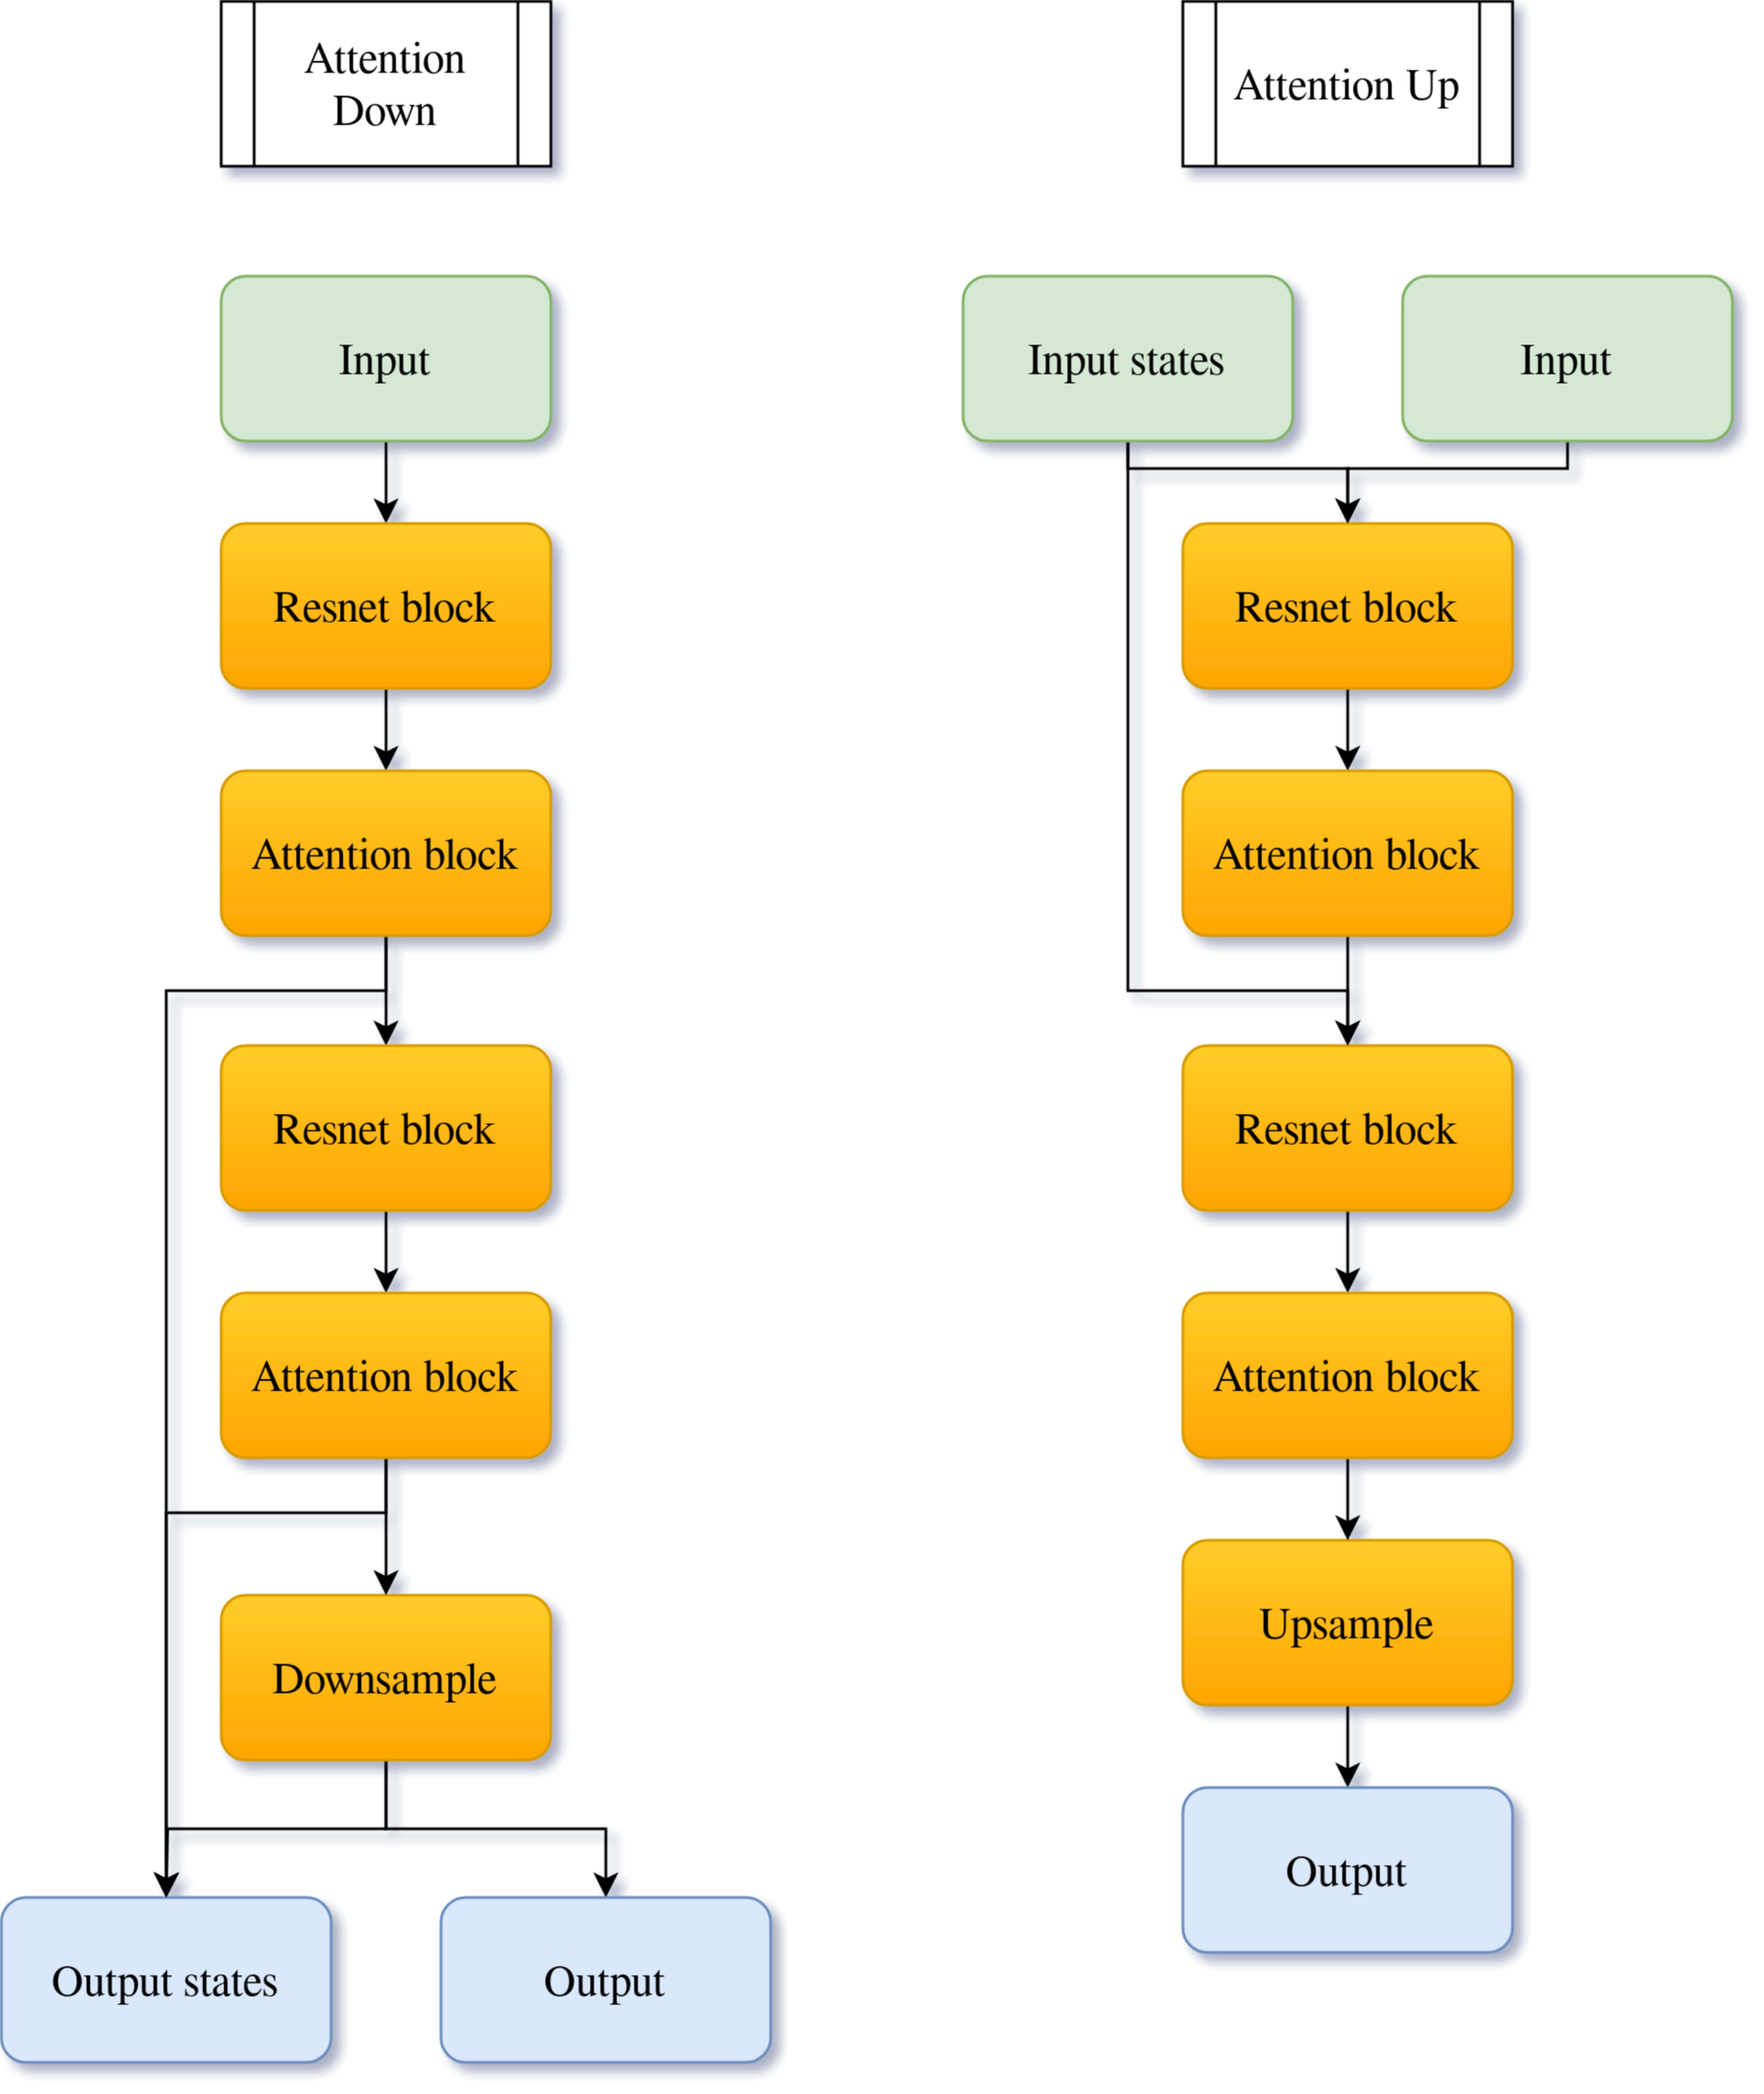 Attention
Down
Input
Resnet block
Attention block
Resnet block
Attention block
Downsample
Output states
Output
Attention Up
Input states
Input
Resnet block
Attention block
Resnet block
Attention block
Upsample
Output